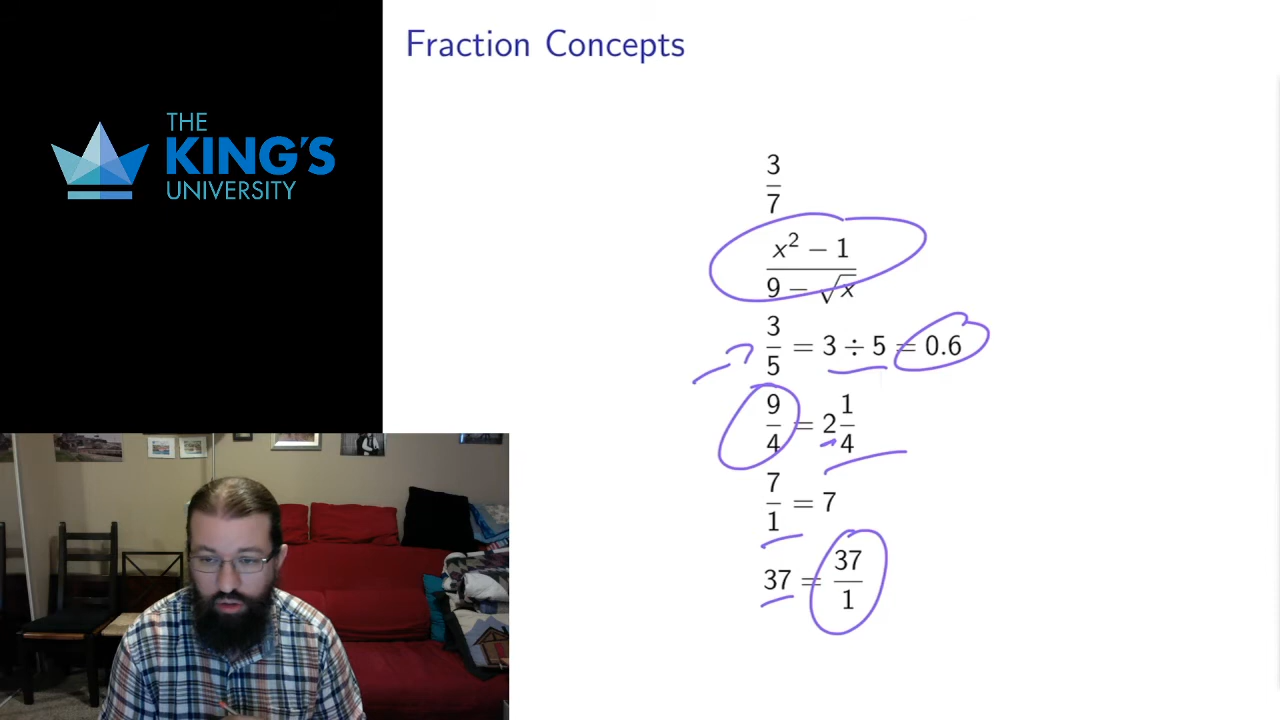 THE
KING'S
UNIVERSITY
Fraction Concepts
3/7
(x² − 1)/(9 − √x)
3/5 = 3 ÷ 5 = 0.6
9/4 = 2 1/4
7/1 = 7
37 = 37/1